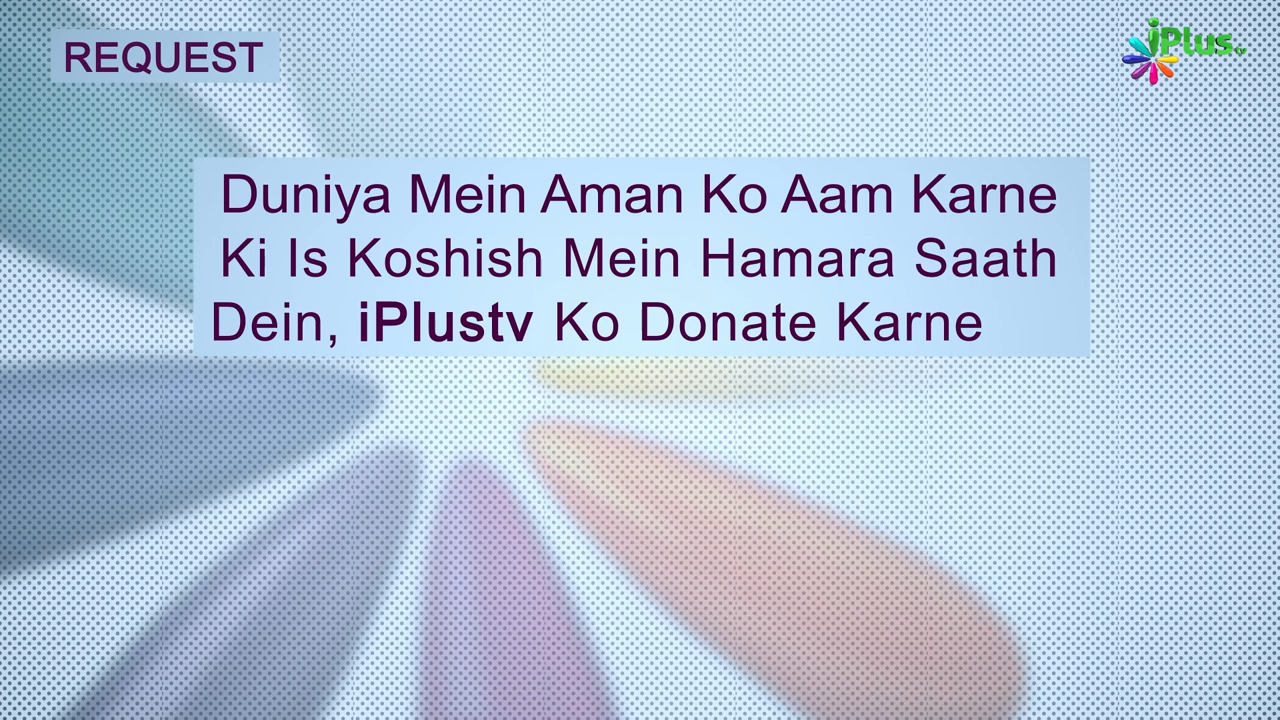 REQUEST
iPlus tv
Duniya Mein Aman Ko Aam Karne
Ki Is Koshish Mein Hamara Saath
Dein, iPlustv Ko Donate Karne